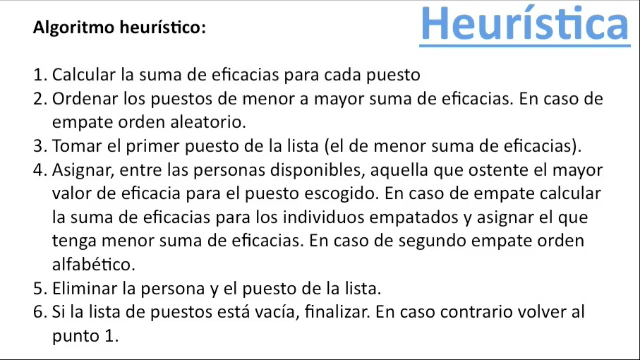 Heurística
Algoritmo heurístico:
1. Calcular la suma de eficacias para cada puesto
2. Ordenar los puestos de menor a mayor suma de eficacias. En caso de
empate orden aleatorio.
3. Tomar el primer puesto de la lista (el de menor suma de eficacias).
4. Asignar, entre las personas disponibles, aquella que ostente el mayor
valor de eficacia para el puesto escogido. En caso de empate calcular
la suma de eficacias para los individuos empatados y asignar el que
tenga menor suma de eficacias. En caso de segundo empate orden
alfabético.
5. Eliminar la persona y el puesto de la lista.
6. Si la lista de puestos está vacía, finalizar. En caso contrario volver al
punto 1.